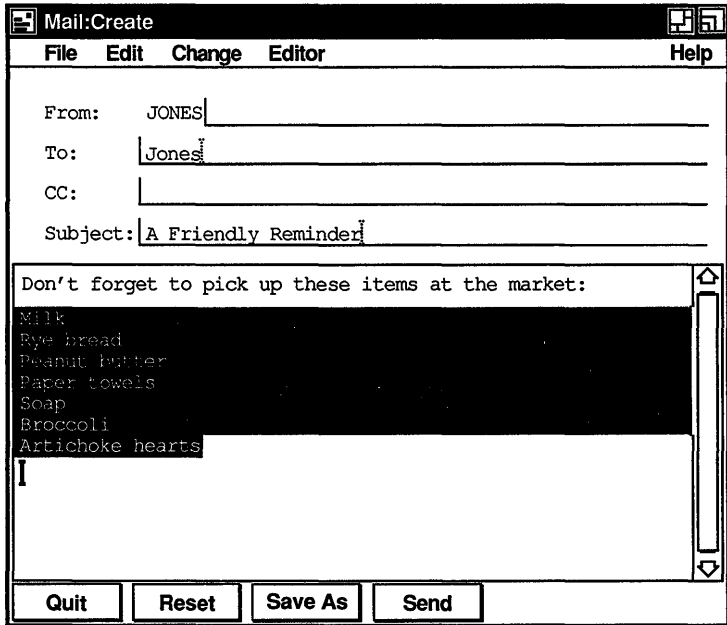 Mail:Create
File Edit Change Editor Help
From: JONES
To: Jones
CC:
Subject: A Friendly Reminder
Don't forget to pick up these items at the market:
Milk
Rye bread
Peanut butter
Paper towels
Soap
Broccoli
Artichoke hearts
Quit Reset Save As Send